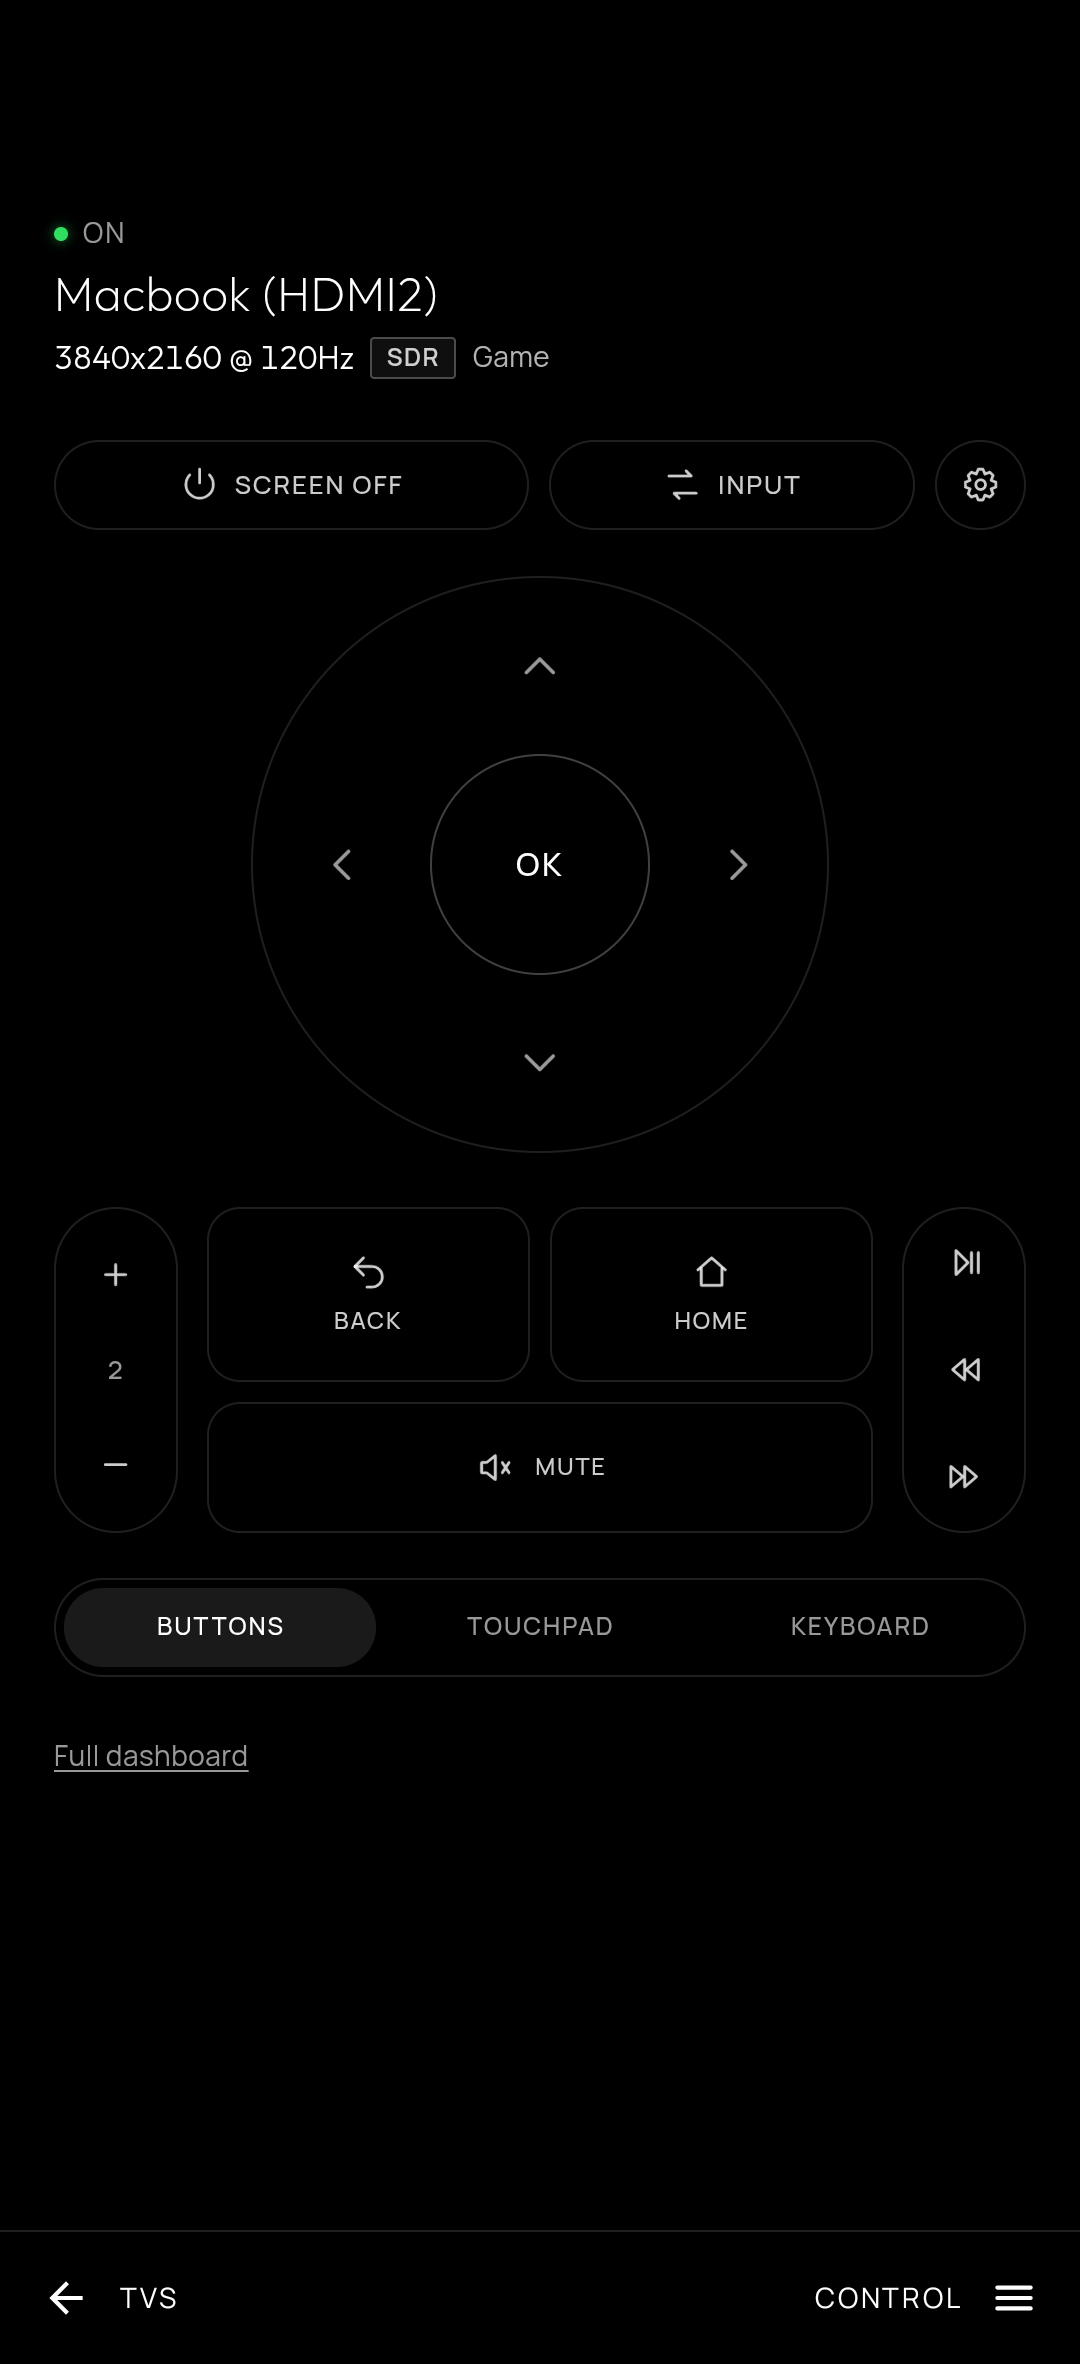 ON
Macbook (HDMI2)
3840x2160 @ 120Hz SDR Game
SCREEN OFF INPUT
OK
BACK HOME
2
MUTE
BUTTONS TOUCHPAD KEYBOARD
Full dashboard
TVS CONTROL